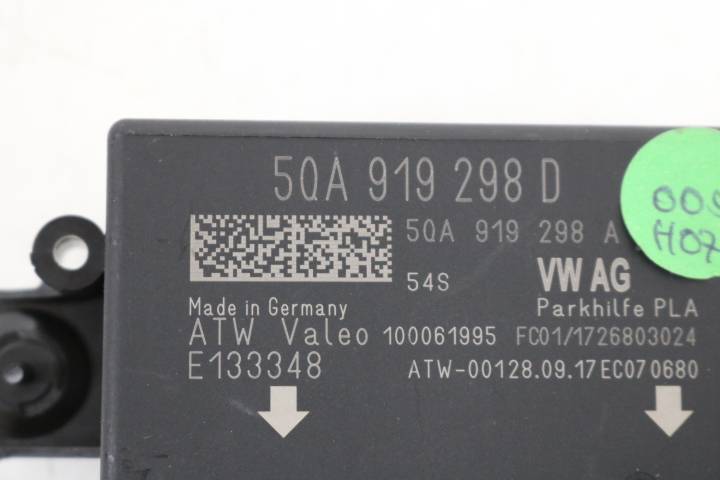 5QA 919 298 D
5QA 919 298 A
54S VW AG
Made in Germany Parkhilfe PLA
ATW Valeo 100061995 FC01/1726803024
E133348 ATW-00128.09.17EC070680